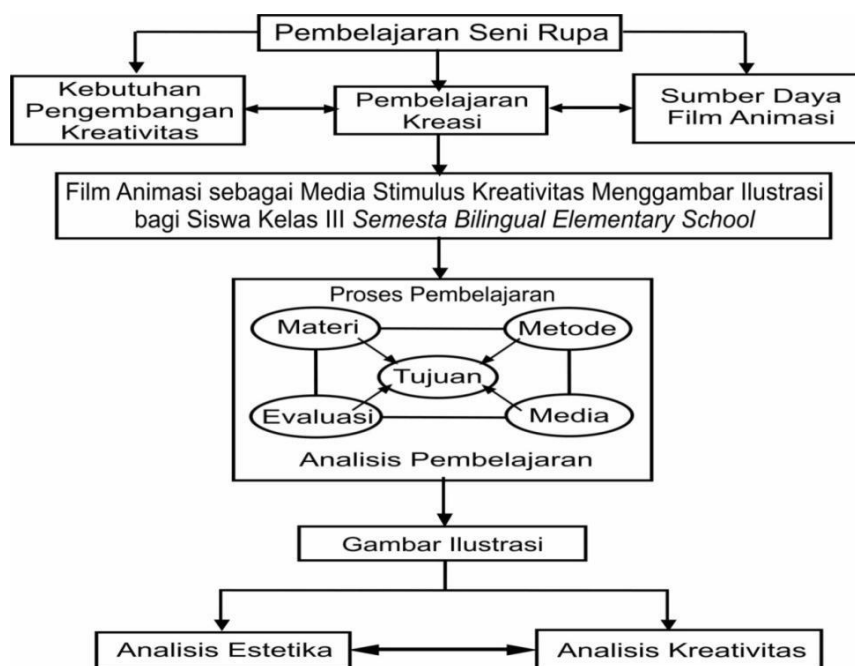 Pembelajaran Seni Rupa
Kebutuhan
Pengembangan
Kreativitas
Pembelajaran
Kreasi
Sumber Daya
Film Animasi
Film Animasi sebagai Media Stimulus Kreativitas Menggambar Ilustrasi
bagi Siswa Kelas III Semesta Bilingual Elementary School
Proses Pembelajaran
Materi
Metode
Tujuan
Evaluasi
Media
Analisis Pembelajaran
Gambar Ilustrasi
Analisis Estetika
Analisis Kreativitas